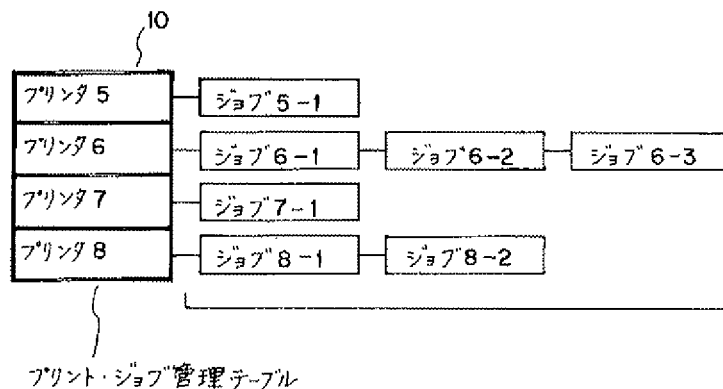 10
プリンタ 5 ジョブ 5-1
プリンタ 6 ジョブ 6-1 ジョブ 6-2 ジョブ 6-3
プリンタ 7 ジョブ 7-1
プリンタ 8 ジョブ 8-1 ジョブ 8-2
プリント・ジョブ管理テーブル